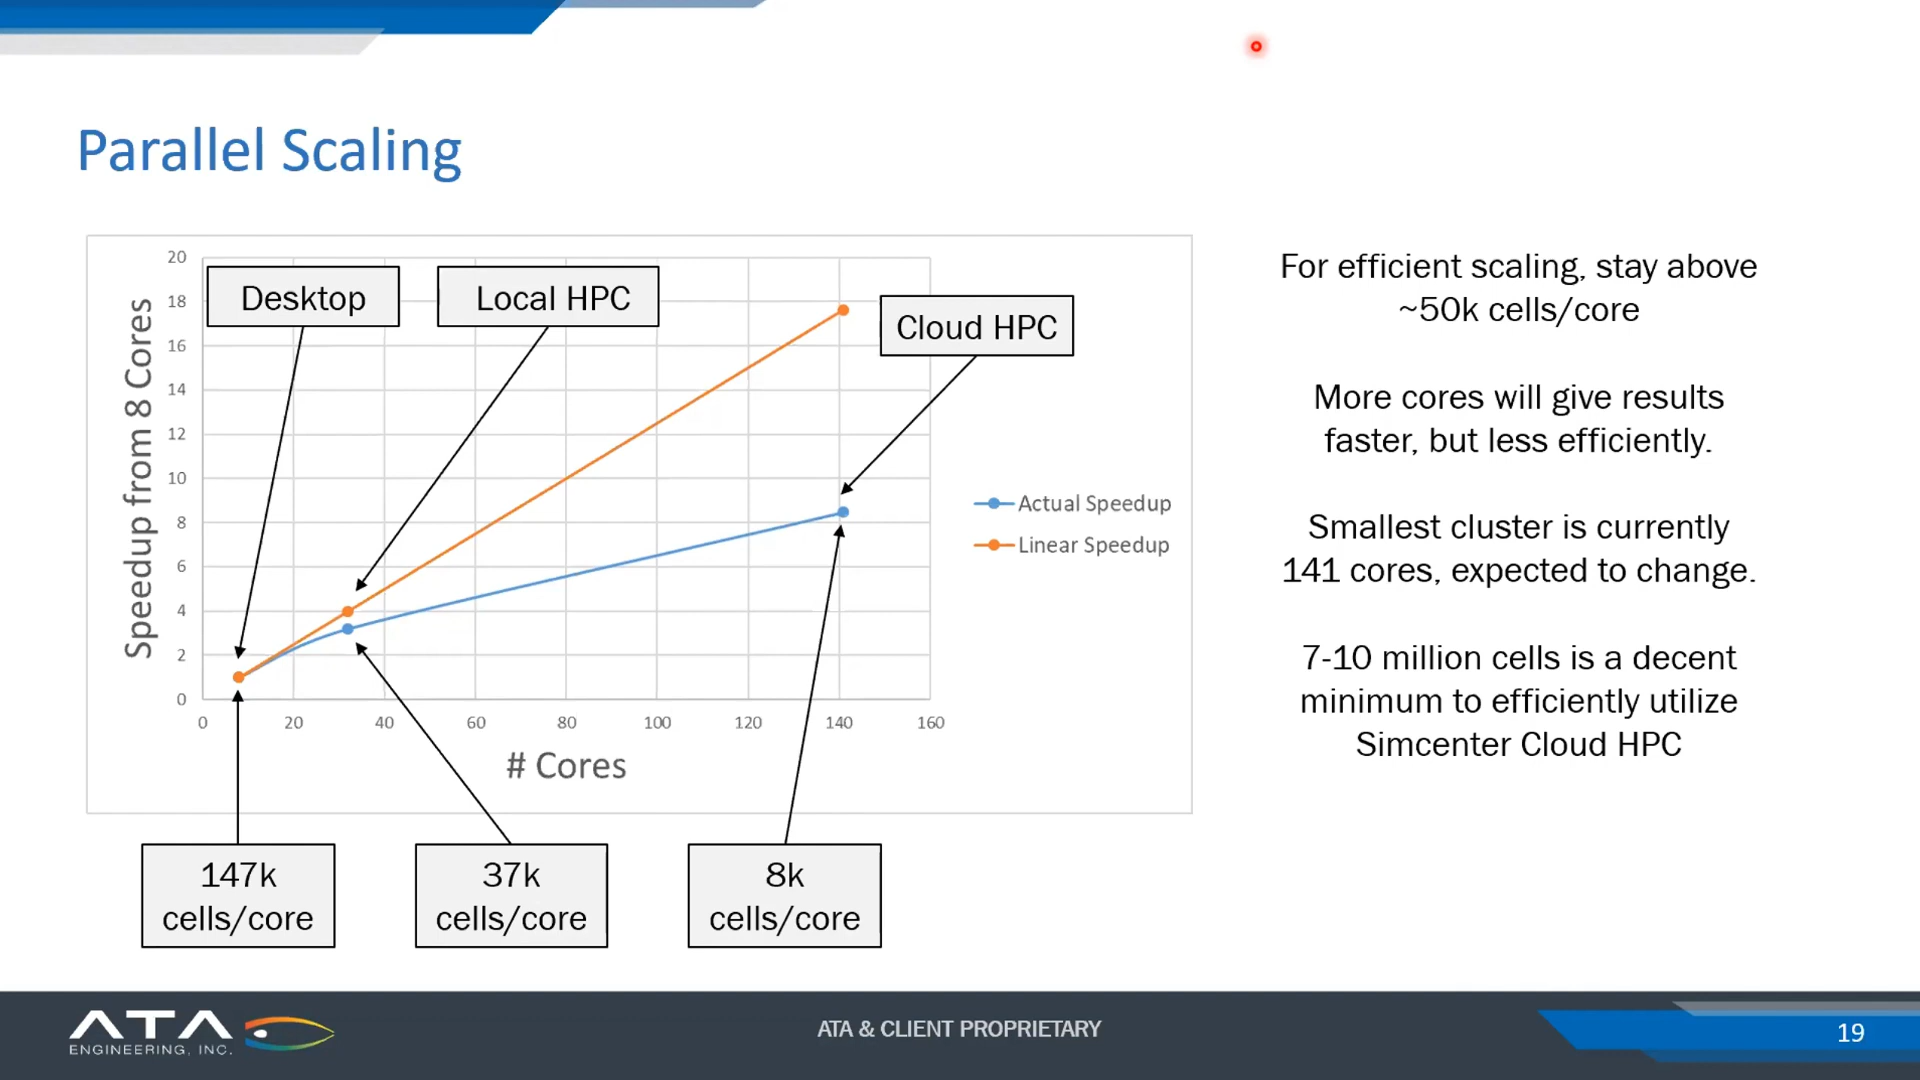 Parallel Scaling
20
18
16
14
12
10
8
6
4
2
0
Speedup from 8 Cores
Desktop
Local HPC
Cloud HPC
Actual Speedup
Linear Speedup
0 20 40 60 80 100 120 140 160
# Cores
147k
cells/core
37k
cells/core
8k
cells/core
For efficient scaling, stay above
~50k cells/core
More cores will give results
faster, but less efficiently.
Smallest cluster is currently
141 cores, expected to change.
7-10 million cells is a decent
minimum to efficiently utilize
Simcenter Cloud HPC
ATA
ENGINEERING, INC.
ATA & CLIENT PROPRIETARY
19